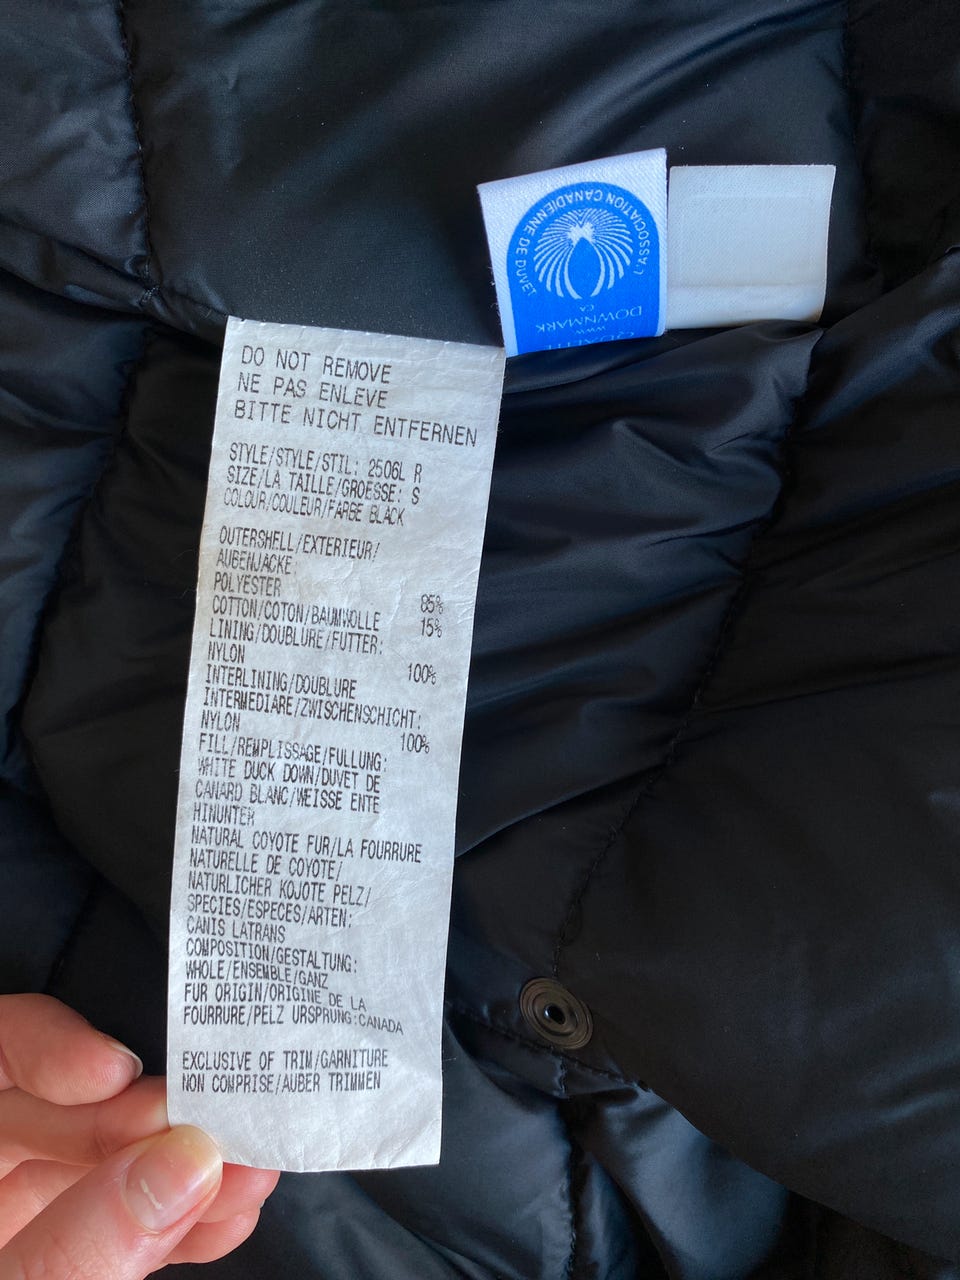 L'ASSOCIATION CANADIENNE DE DUVET
DOWNMARK
WWW
CA
DO NOT REMOVE
NE PAS ENLEVE
BITTE NICHT ENTFERNEN
STYLE/STYLE/STIL: 2506L R
SIZE/LA TAILLE/GROESSE: S
COLOUR/COULEUR/FARBE BLACK
OUTERSHELL/EXTERIEUR/
AUBENJACKE:
POLYESTER 85%
COTTON/COTON/BAUMWOLLE 15%
LINING/DOUBLURE/FUTTER:
NYLON 100%
INTERLINING/DOUBLURE
INTERMEDIARE/ZWISCHENSCHICHT:
NYLON 100%
FILL/REMPLISSAGE/FULLUNG:
WHITE DUCK DOWN/DUVET DE
CANARD BLANC/WEISSE ENTE
HINUNTER
NATURAL COYOTE FUR/LA FOURRURE
NATURELLE DE COYOTE/
NATURLICHER KOJOTE PELZ/
SPECIES/ESPECES/ARTEN:
CANIS LATRANS
COMPOSITION/GESTALTUNG:
WHOLE/ENSEMBLE/GANZ
FUR ORIGIN/ORIGINE DE LA
FOURRURE/PELZ URSPRUNG:CANADA
EXCLUSIVE OF TRIM/GARNITURE
NON COMPRISE/AUBER TRIMMEN